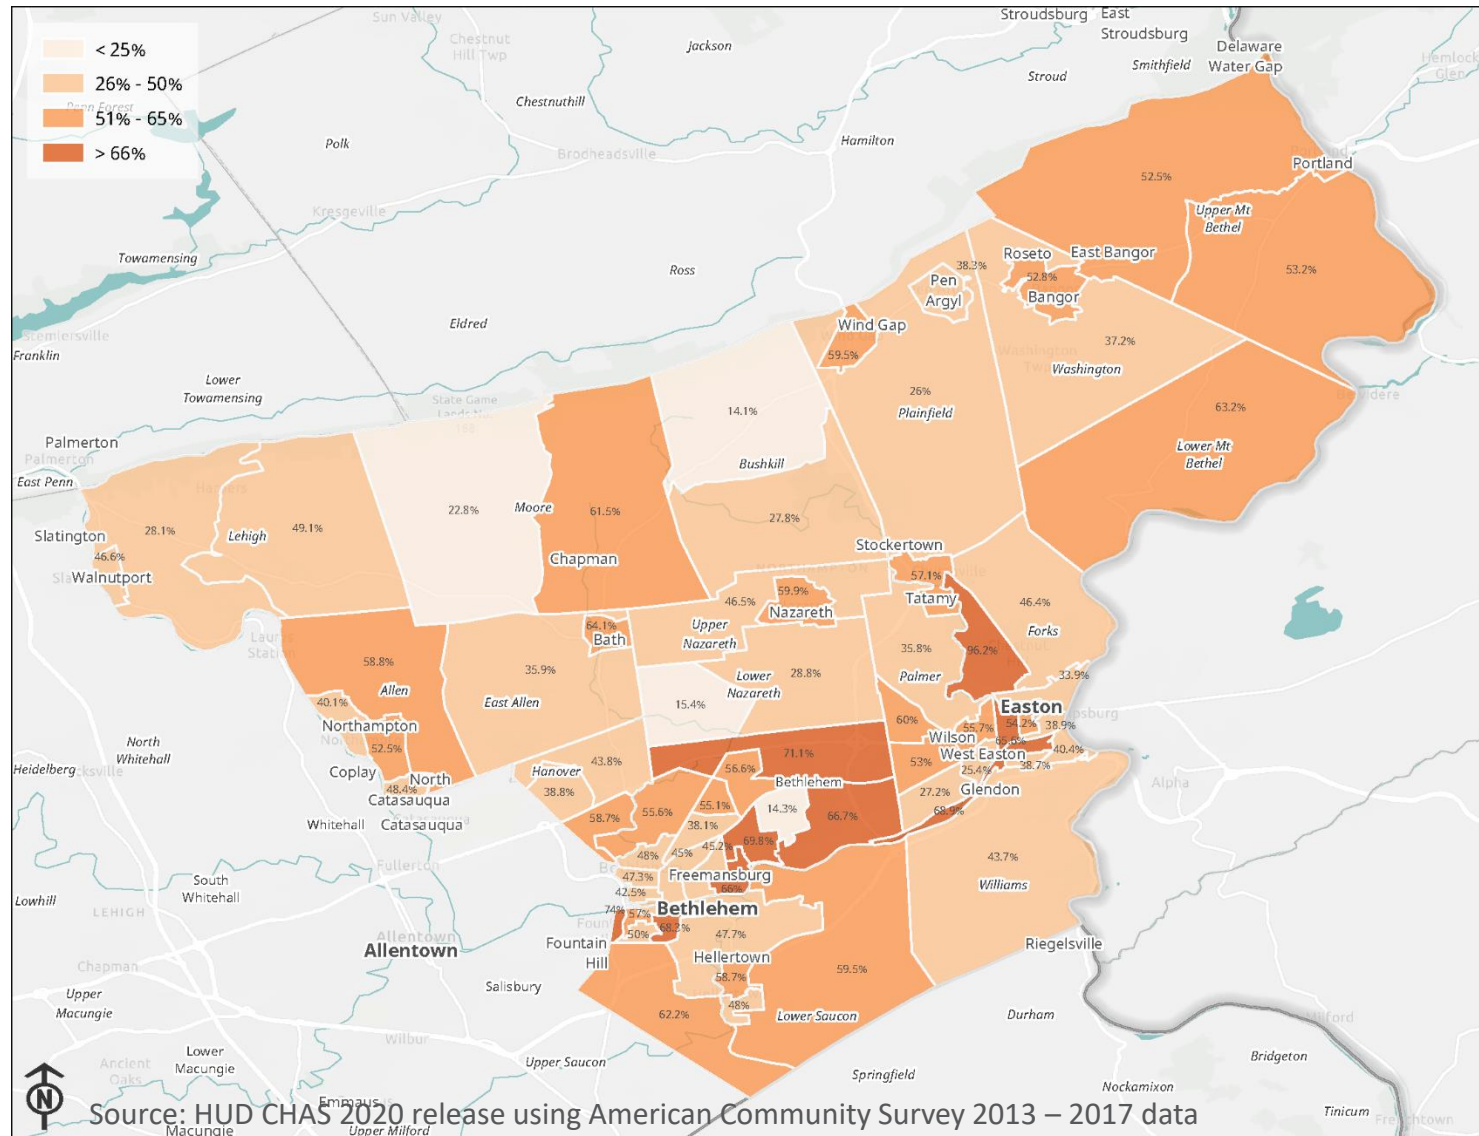 < 25%
26% - 50%
51% - 65%
> 66%
Sun Valley
Chestnut
Hill Twp
Jackson
Stroudsburg
East
Stroudsburg
Delaware
Water Gap
Smithfield
Stroud
Hemlock
Glen
Penn Forest
Chestnuthill
Polk
Brodheadsville
Hamilton
Kresgeville
Portland
52.5%
Upper Mt
Bethel
53.2%
Towamensing
Ross
38.3%
Pen
Argyl
Roseto
East Bangor
52.8%
Bangor
Eldred
Wind Gap
59.5%
37.2%
Washington
Franklin
Lower
Towamensing
State Game
14.1%
26%
Plainfield
63.2%
Lower Mt
Bethel
Belvidere
Palmerton
Palmerton
East Penn
Bushkill
28.1%
Lehigh
49.1%
22.8%
Moore
61.5%
Chapman
27.8%
Slatington
46.6%
Walnutport
Stockertown
57.1%
Tatamy
46.4%
Forks
46.5%
59.9%
Nazareth
Upper
Nazareth
64.1%
Bath
58.8%
Allen
35.9%
East Allen
Lower
Nazareth
28.8%
15.4%
35.8%
Palmer
96.2%
33.9%
40.1%
Northampton
52.5%
Easton
54.2%
38.9%
60%
55.7%
Wilson
65.6%
West Easton
40.4%
38.7%
25.4%
Glendon
53%
27.2%
68.9%
North
Whitehall
Heidelberg
Coplay
North
Catasauqua
48.4%
Whitehall
Catasauqua
Hanover
43.8%
38.8%
71.1%
56.6%
Bethlehem
14.3%
66.7%
58.7%
55.6%
55.1%
38.1%
69.8%
45.2%
45%
48%
Alpha
Fullerton
South
Whitehall
Lowhill
LEHIGH
47.3%
Freemansburg
66%
42.5%
43.7%
Williams
74%
57%
Bethlehem
68.3%
50%
47.7%
Allentown
Allentown
Fountain
Hill
Hellertown
58.7%
59.5%
Riegelsville
Chapman
Salisbury
48%
62.2%
Lower Saucon
Durham
Upper
Macungie
Milford
Wilbur
Ancient
Oaks
Lower
Macungie
Upper Saucon
Springfield
Bridgeton
Nockamixon
Emmaus
Tinicum
Frenchtown
Macungie
Upper Milford
N
Source: HUD CHAS 2020 release using American Community Survey 2013 – 2017 data